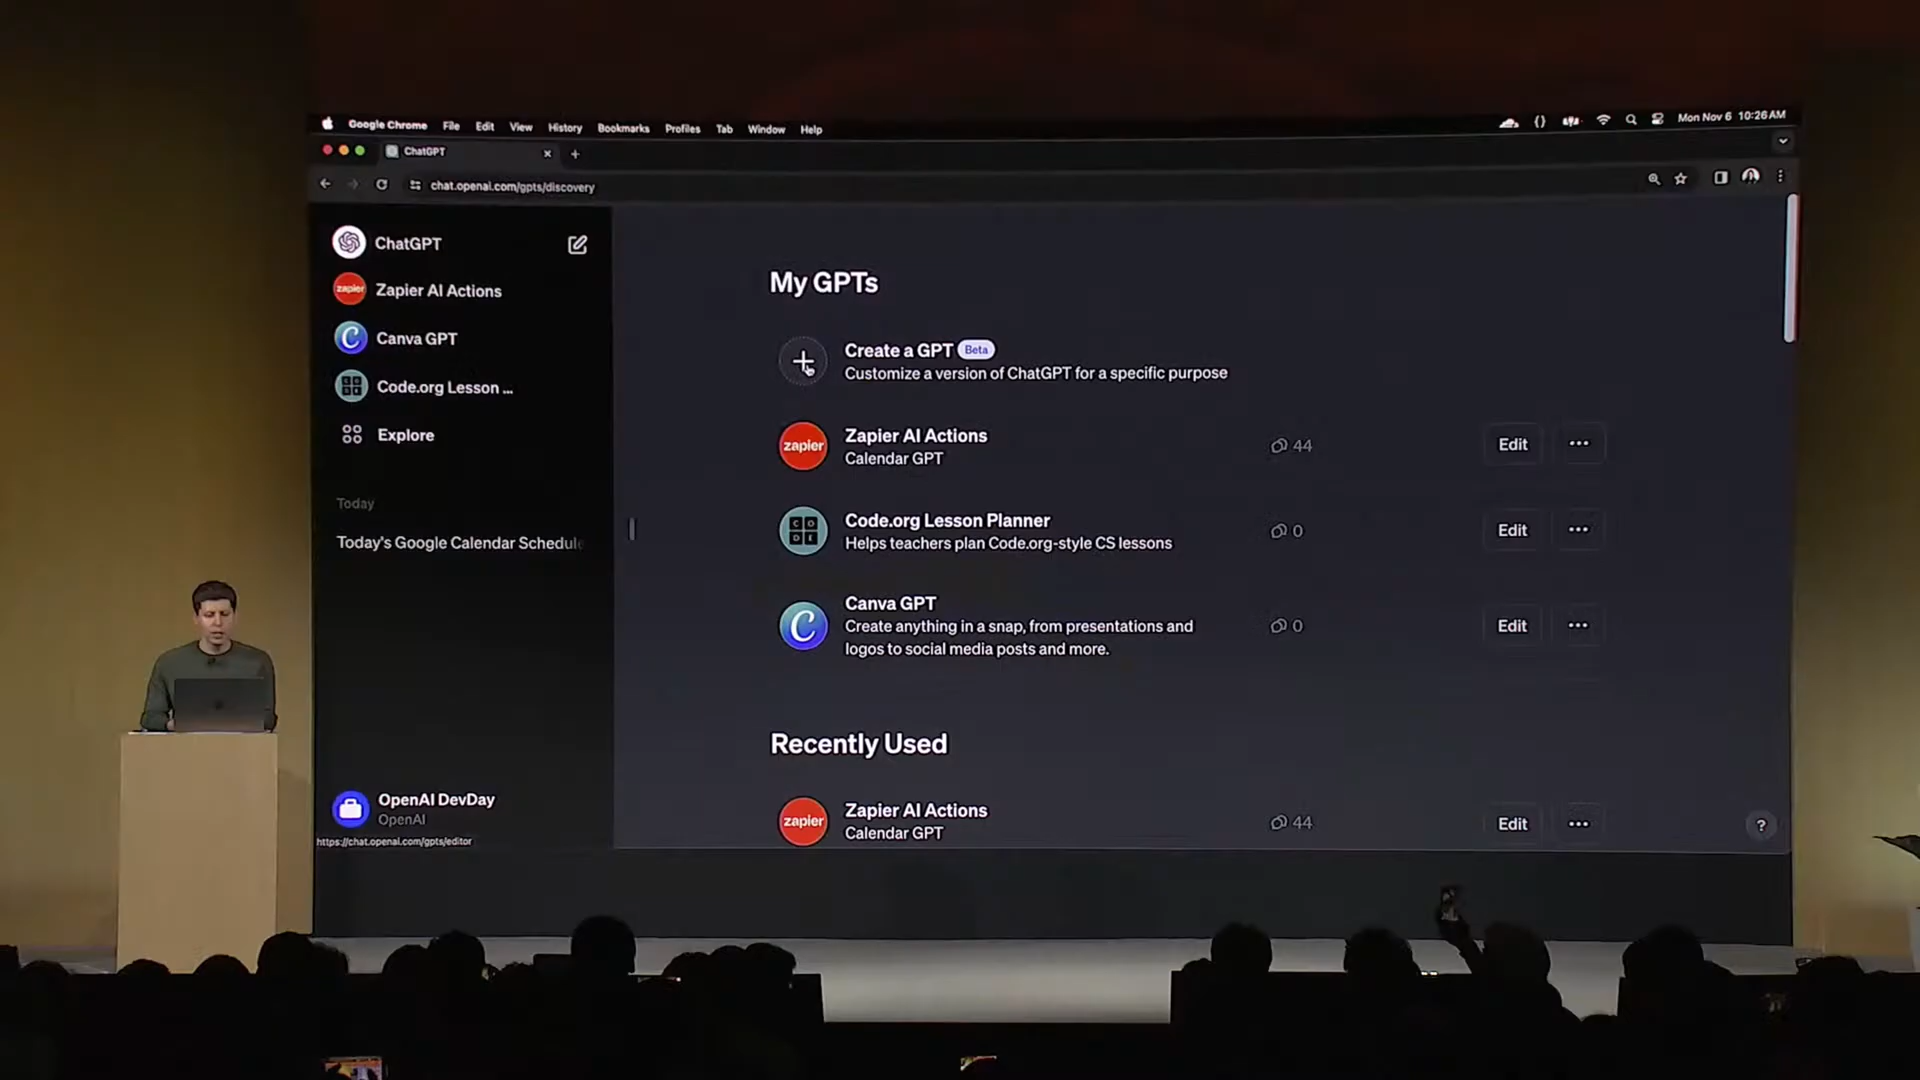 Google Chrome File Edit View History Bookmarks Profiles Tab Window Help
Mon Nov 6 10:26 AM
ChatGPT
chat.openai.com/gpts/discovery
ChatGPT
zapier Zapier AI Actions
C Canva GPT
Code.org Lesson ...
Explore
Today
Today's Google Calendar Schedule
OpenAI DevDay
OpenAI
https://chat.openai.com/gpts/editor
My GPTs
Create a GPT Beta
Customize a version of ChatGPT for a specific purpose
zapier
Zapier AI Actions
Calendar GPT
44
Edit
CODE
Code.org Lesson Planner
Helps teachers plan Code.org-style CS lessons
0
Edit
C
Canva GPT
Create anything in a snap, from presentations and
logos to social media posts and more.
0
Edit
Recently Used
zapier
Zapier AI Actions
Calendar GPT
44
Edit
?